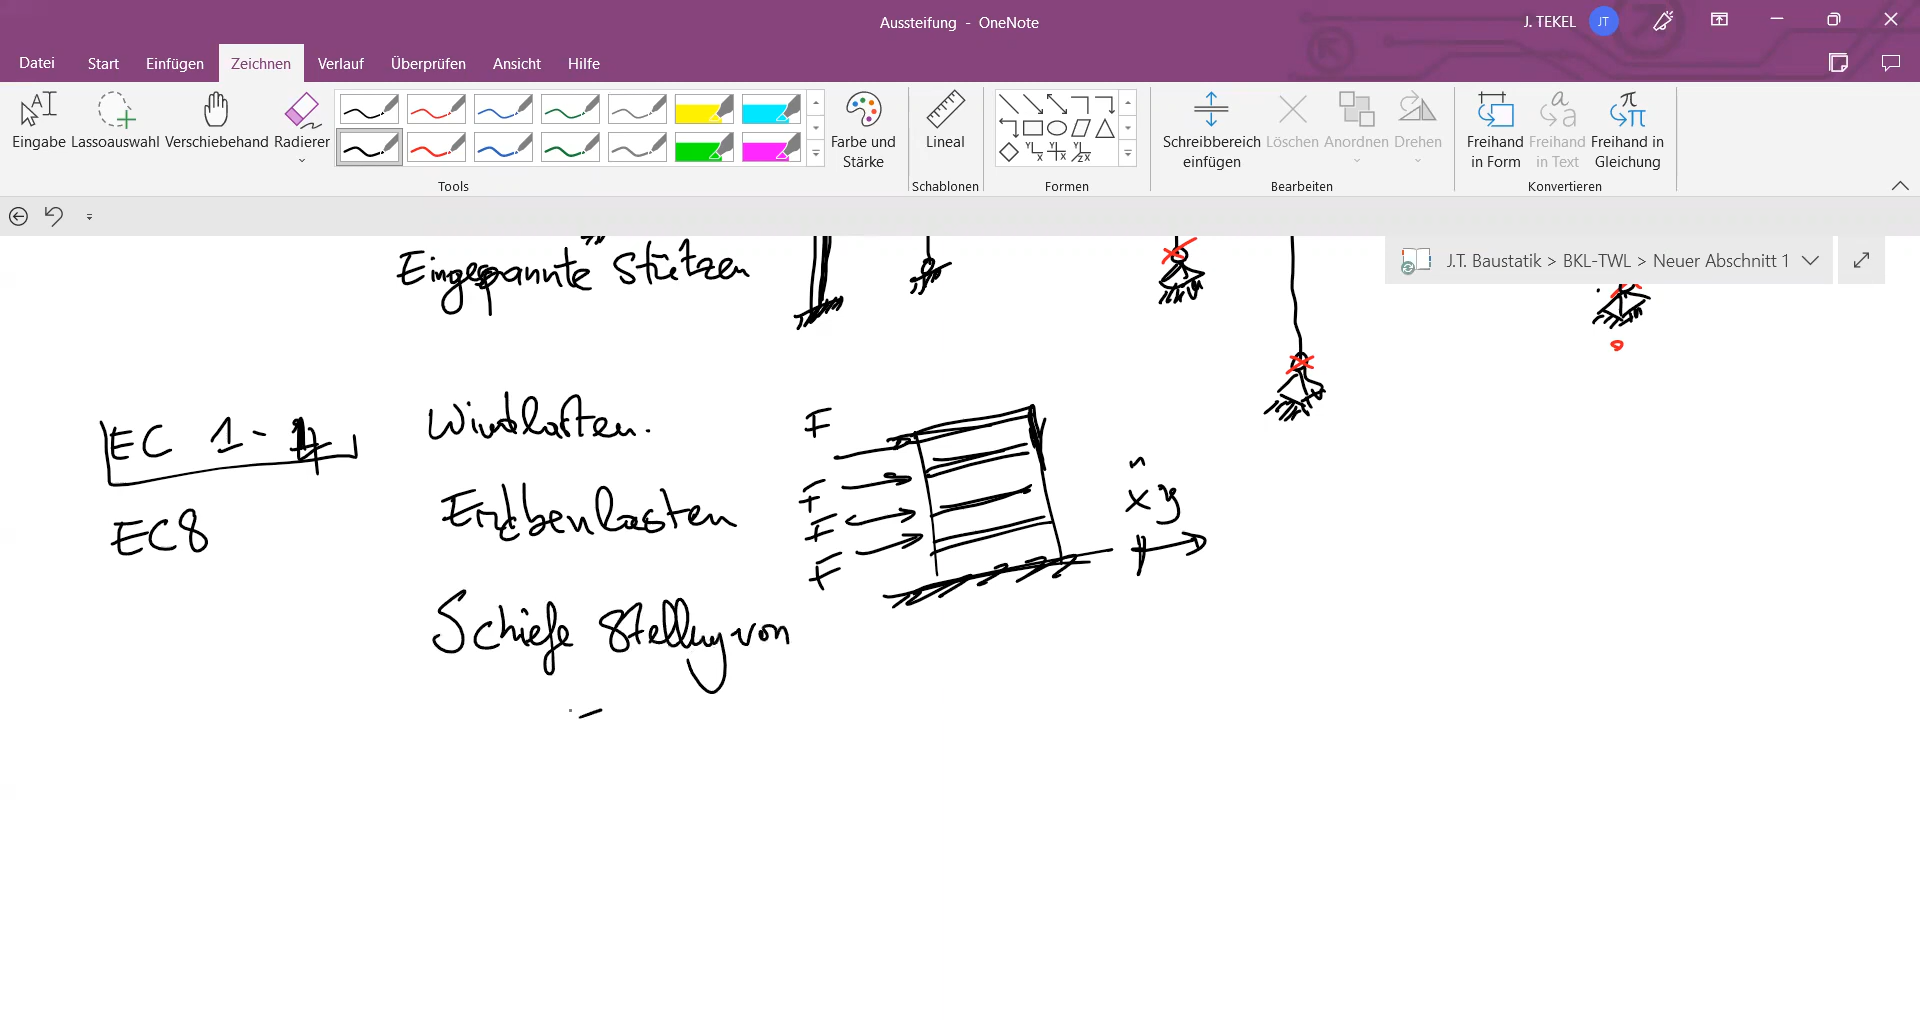 Aussteifung - OneNote
J. TEKEL JT
Datei Start Einfügen Zeichnen Verlauf Überprüfen Ansicht Hilfe
Eingabe Lassoauswahl Verschiebehand Radierer
Farbe und Stärke
Lineal
Schreibbereich einfügen Löschen Anordnen Drehen
Freihand in Form Freihand in Text Freihand in Gleichung
Tools Schablonen Formen Bearbeiten Konvertieren
J.T. Baustatik > BKL-TWL > Neuer Abschnitt 1
Eingespannte Stützen
EC 1-4 Windlasten. F
EC8 Erdbenlasten F
F
F
x y
Schiefe Stellung von